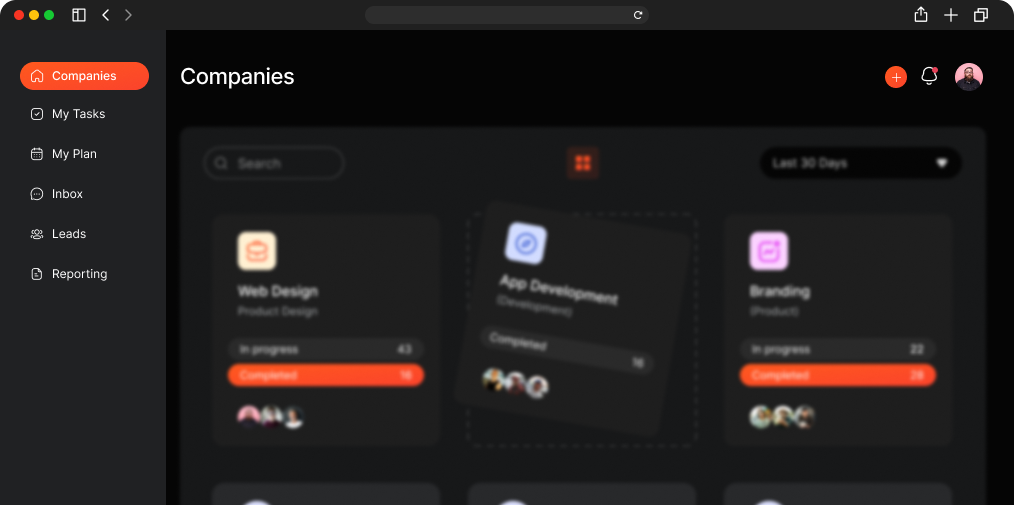 Companies
My Tasks
My Plan
Inbox
Leads
Reporting
Companies
Search
Last 30 Days
Web Design
Product Design
In progress 43
Completed 16
App Development
(Development)
Completed 16
Branding
(Product)
In progress 22
Completed 28